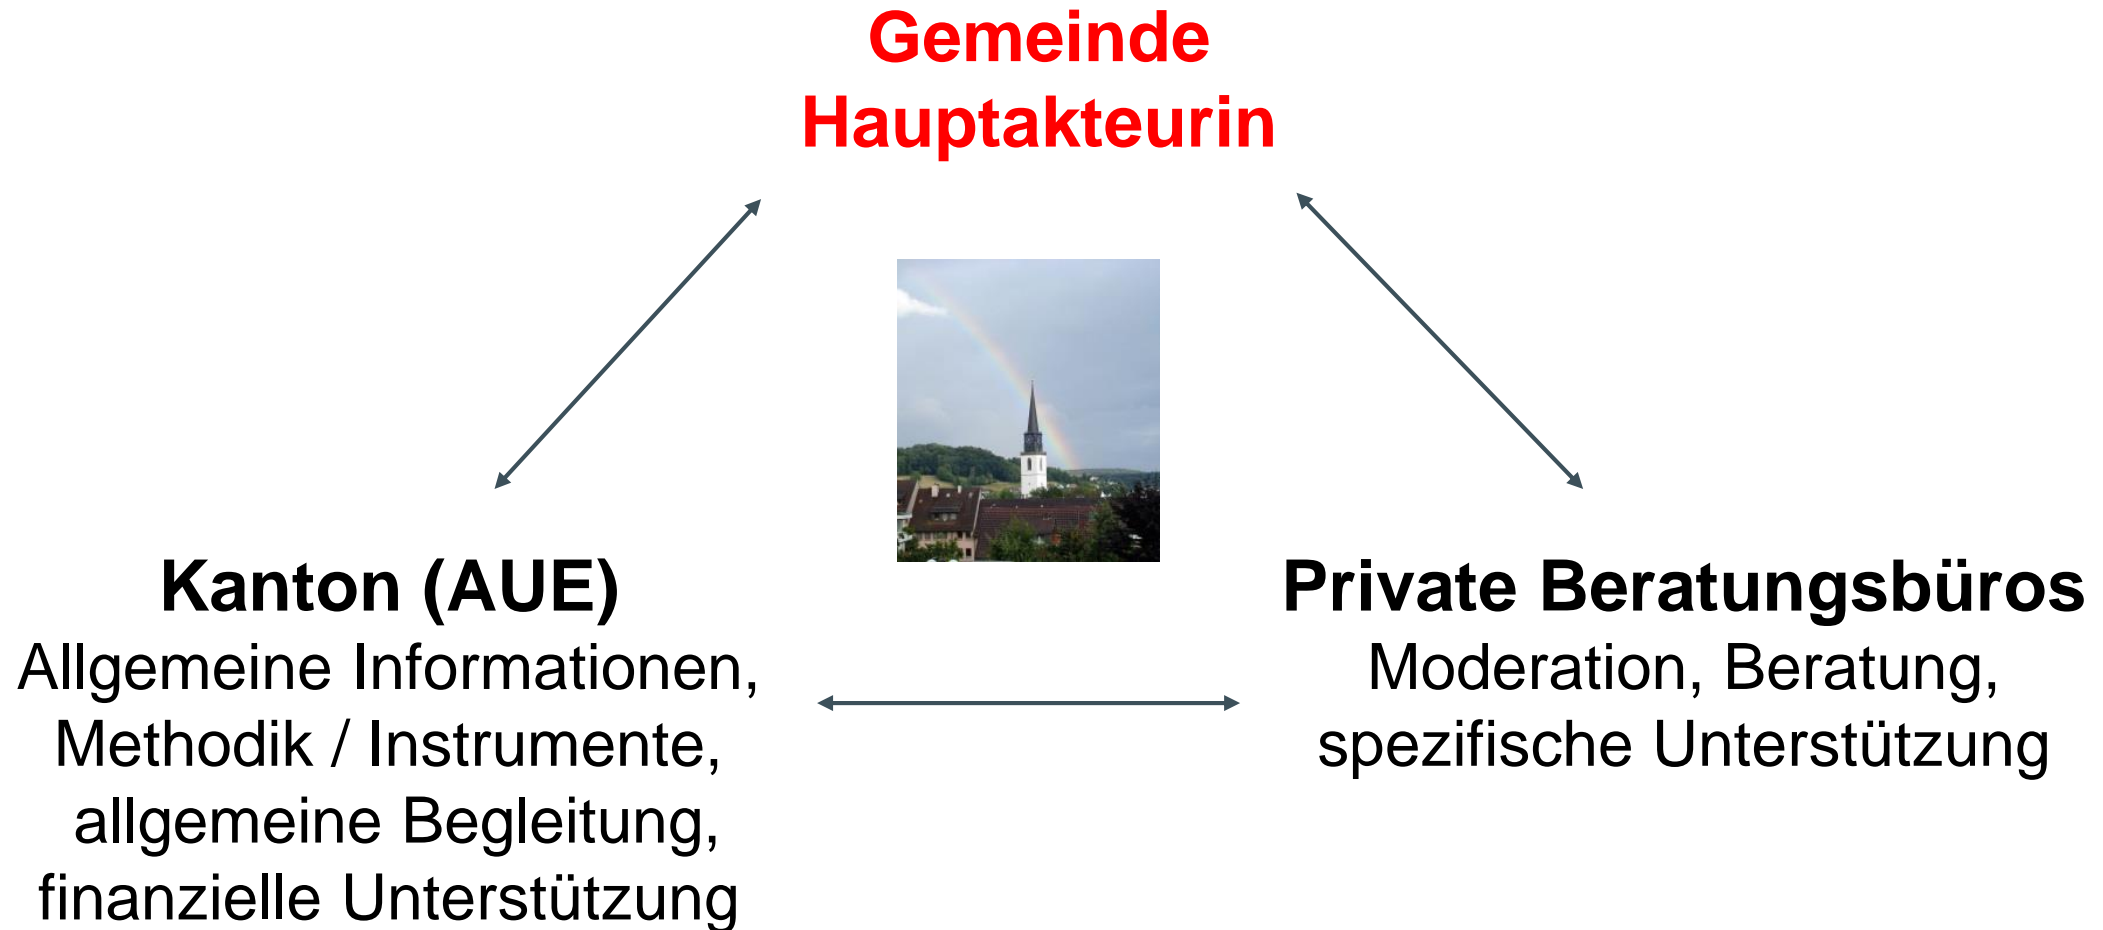 Gemeinde
Hauptakteurin
Kanton (AUE)
Allgemeine Informationen,
Methodik / Instrumente,
allgemeine Begleitung,
finanzielle Unterstützung
Private Beratungsbüros
Moderation, Beratung,
spezifische Unterstützung